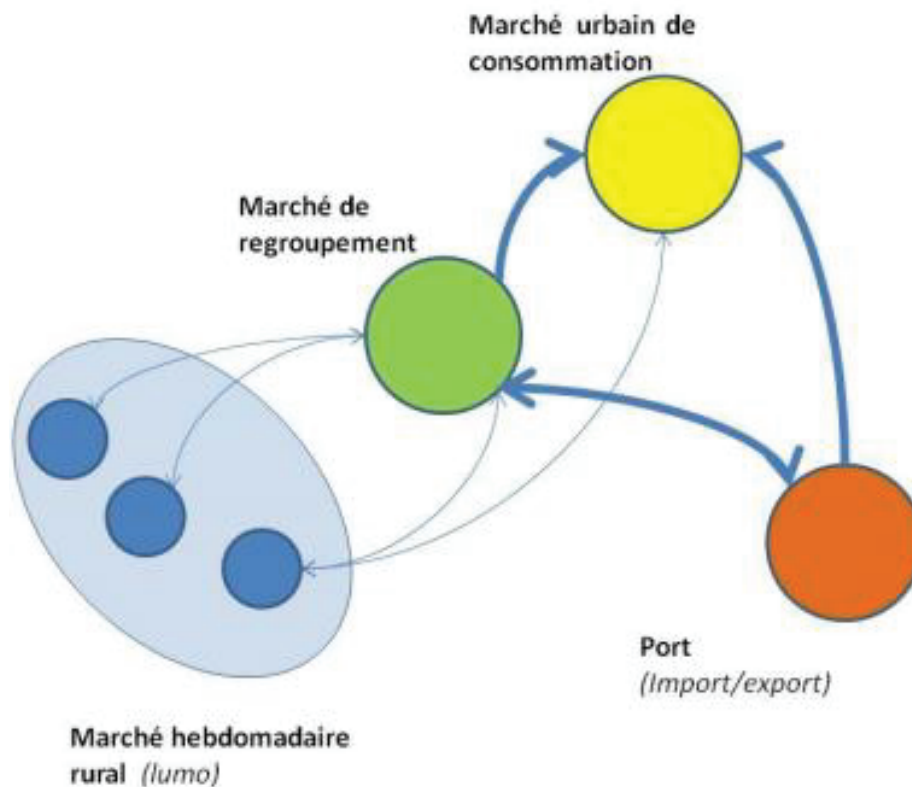 Marché urbain de
consommation
Marché de
regroupement
Port
(Import/export)
Marché hebdomadaire
rural (lumo)